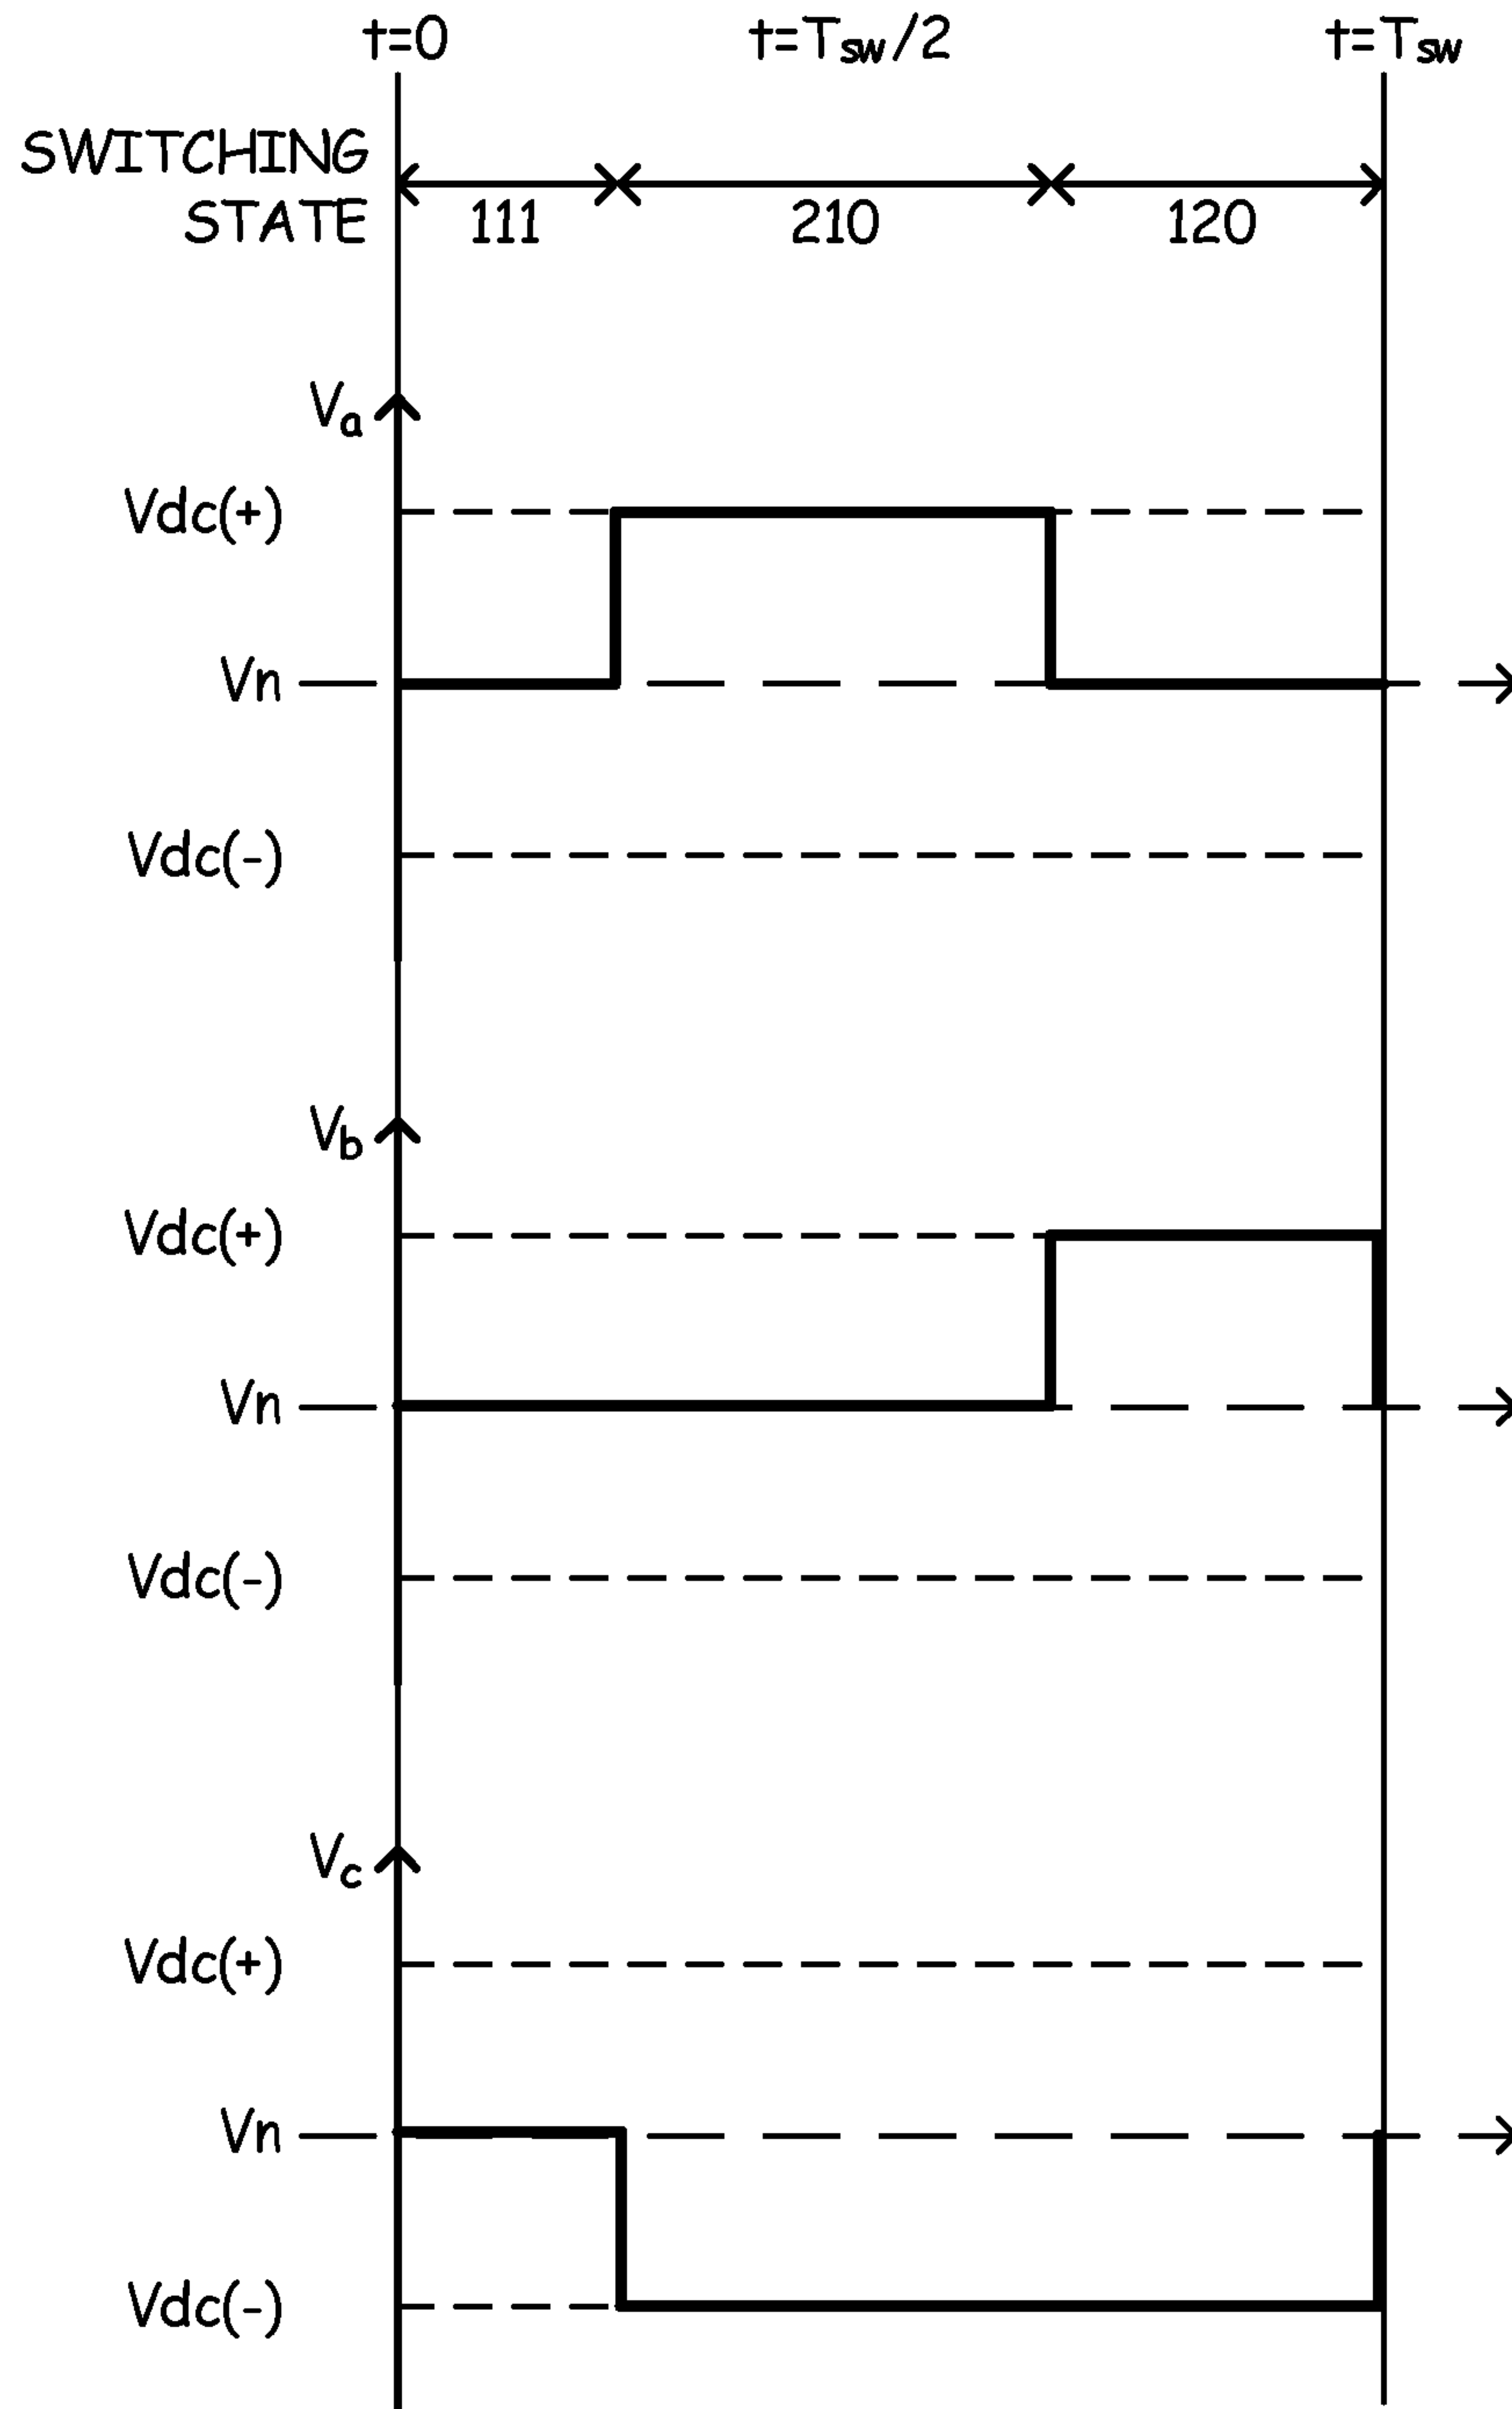 t=0 t=Tsw/2 t=Tsw
SWITCHING
STATE 111 210 120
Va
Vdc(+)
Vn
Vdc(-)
Vb
Vdc(+)
Vn
Vdc(-)
Vc
Vdc(+)
Vn
Vdc(-)